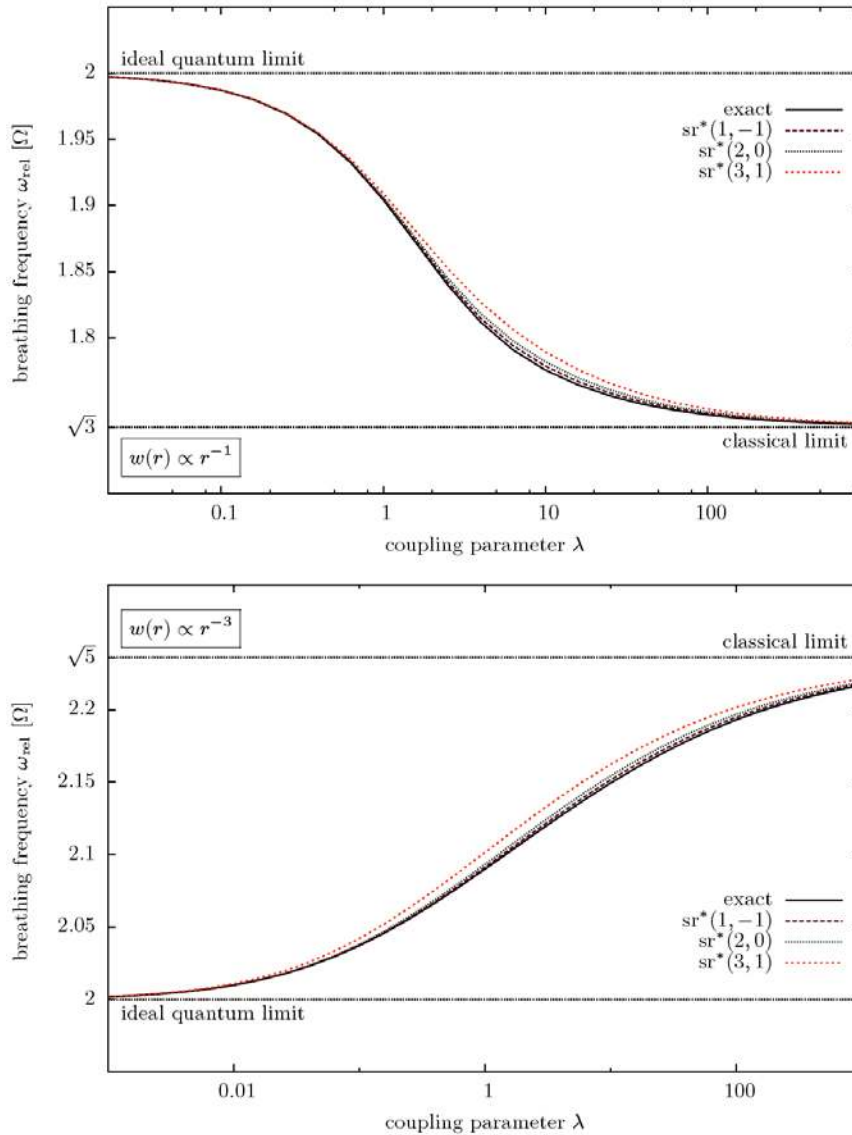 ideal quantum limit
2
1.95
1.9
1.85
1.8
√3
breathing frequency ω_rel [Ω]
exact
sr*(1, −1)
sr*(2, 0)
sr*(3, 1)
classical limit
w(r) ∝ r⁻¹
0.1 1 10 100
coupling parameter λ
w(r) ∝ r⁻³
classical limit
√5
2.2
2.15
2.1
2.05
2
breathing frequency ω_rel [Ω]
exact
sr*(1, −1)
sr*(2, 0)
sr*(3, 1)
ideal quantum limit
0.01 1 100
coupling parameter λ